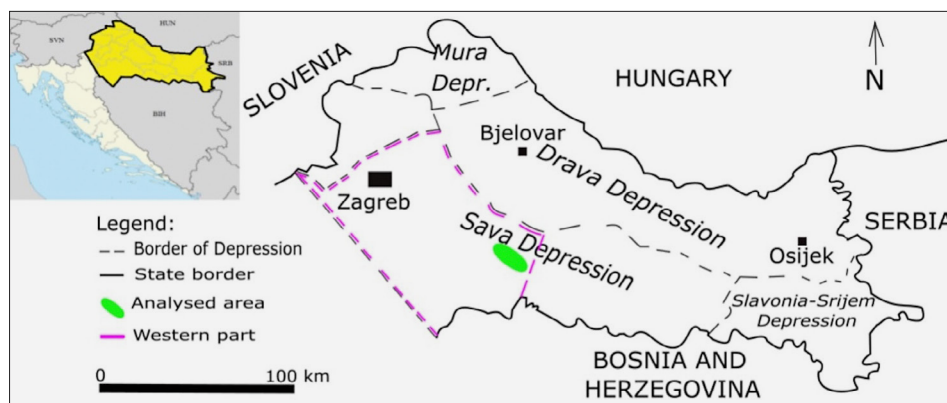 HUN
SVN
SRB
BIH
SLOVENIA
Mura
Depr.
HUNGARY
N
Bjelovar
Drava Depression
Zagreb
Sava Depression
SERBIA
Osijek
Slavonia-Srijem
Depression
BOSNIA AND
HERZEGOVINA
Legend:
Border of Depression
State border
Analysed area
Western part
0 100 km